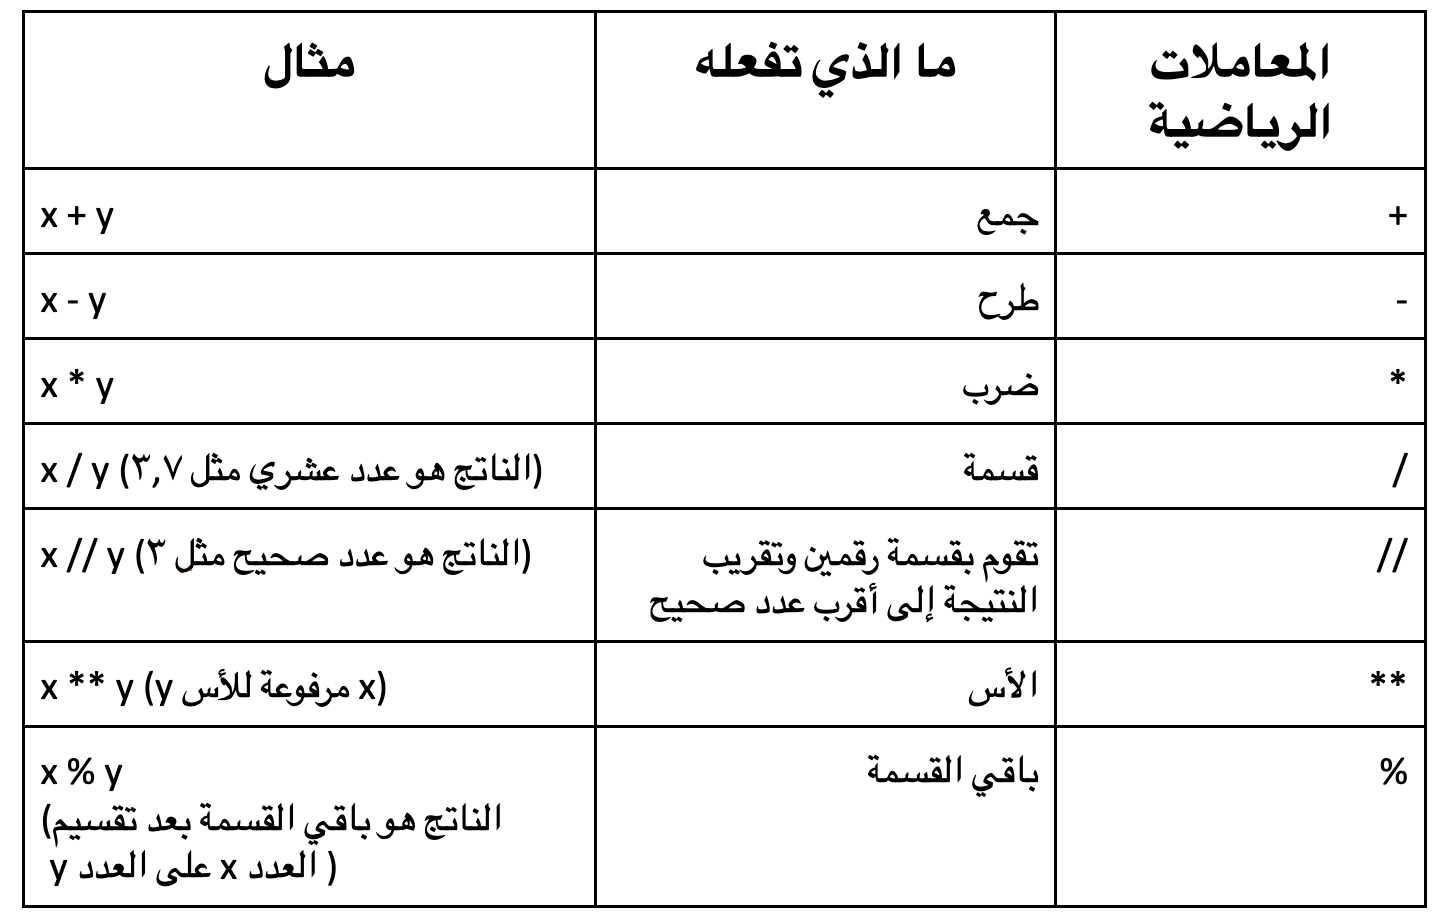 المعاملات
الرياضية
ما الذي تفعله
مثال
+
جمع
x + y
-
طرح
x - y
*
ضرب
x * y
/
قسمة
x / y (الناتج هو عدد عشري مثل ٣,٧)
//
تقوم بقسمة رقمين وتقريب
النتيجة إلى أقرب عدد صحيح
x // y (الناتج هو عدد صحيح مثل ٣)
**
الأس
x ** y (x مرفوعة للأس y)
%
باقي القسمة
x % y
(الناتج هو باقي القسمة بعد تقسيم
العدد x على العدد y )